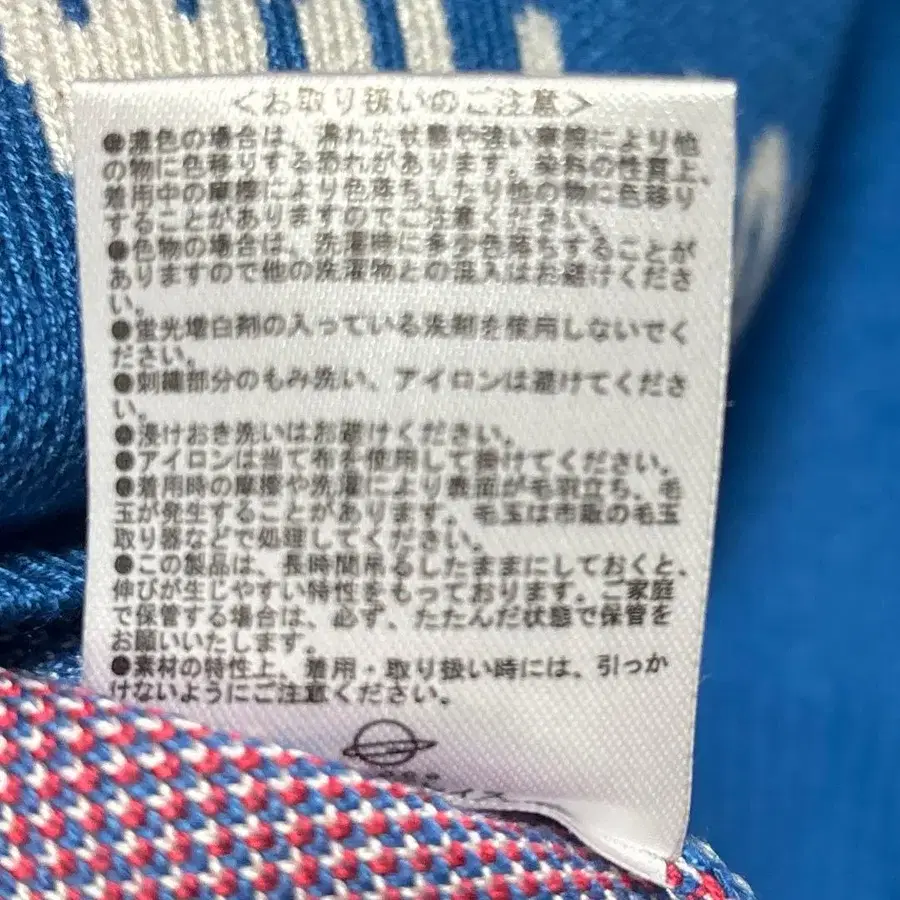 <お取り扱いのご注意>
●濃色の場合は、濡れた状態や強い摩擦により他
の物に色移りする恐れがあります。染料の性質上、
着用中の摩擦により色落ちしたり他の物に色移り
することがありますのでご注意ください。
●色物の場合は、洗濯時に多少色落ちすることが
ありますので他の洗濯物との混入はお避けくださ
い。
●蛍光増白剤の入っている洗剤を使用しないでく
ださい。
●刺繍部分のもみ洗い、アイロンは避けてくださ
い。
●浸けおき洗いはお避けください。
●アイロンは当て布を使用して掛けてください。
●着用時の摩擦や洗濯により表面が毛羽立ち、毛
玉が発生することがあります。毛玉は市販の毛玉
取り器などで処理してください。
●この製品は、長時間吊るしたままにしておくと、
伸びが生じやすい特性をもっております。ご家庭
で保管する場合は、必ず、たたんだ状態で保管を
お願いいたします。
●素材の特性上、着用・取り扱い時には、引っか
けないようにご注意ください。